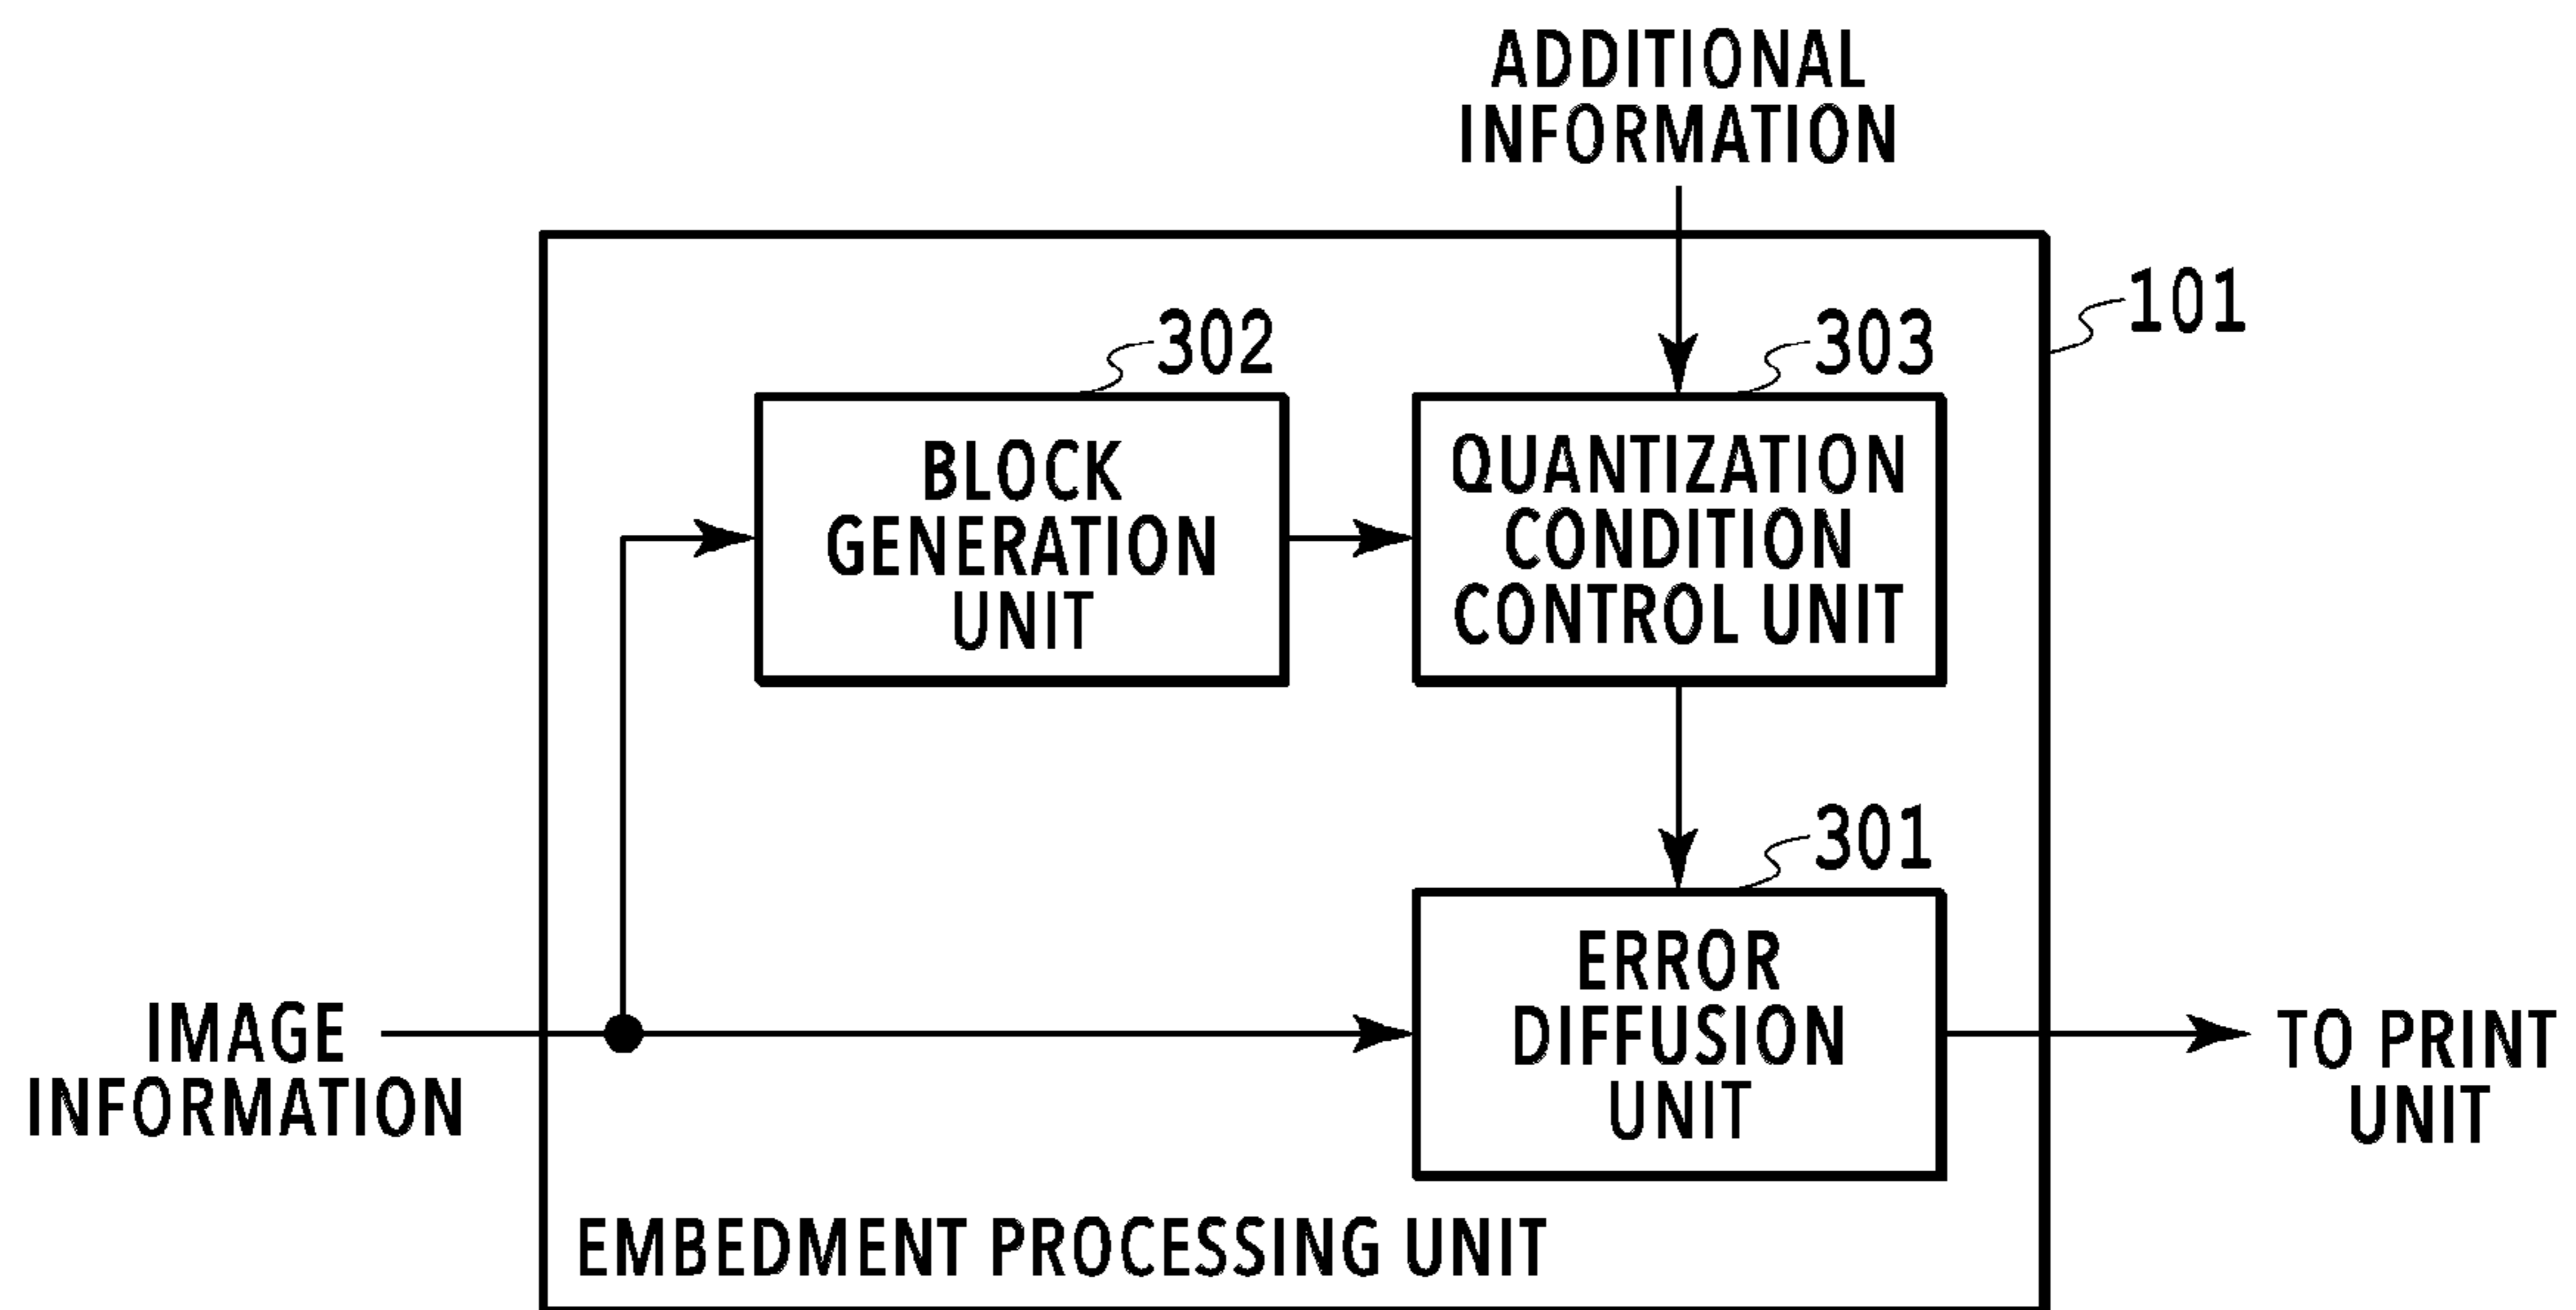 ADDITIONAL
INFORMATION
101
302
303
BLOCK
GENERATION
UNIT
QUANTIZATION
CONDITION
CONTROL UNIT
301
ERROR
DIFFUSION
UNIT
IMAGE
INFORMATION
TO PRINT
UNIT
EMBEDMENT PROCESSING UNIT